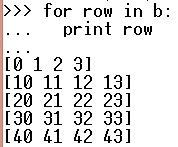 >>> for row in b:
...   print row
...
[0 1 2 3]
[10 11 12 13]
[20 21 22 23]
[30 31 32 33]
[40 41 42 43]